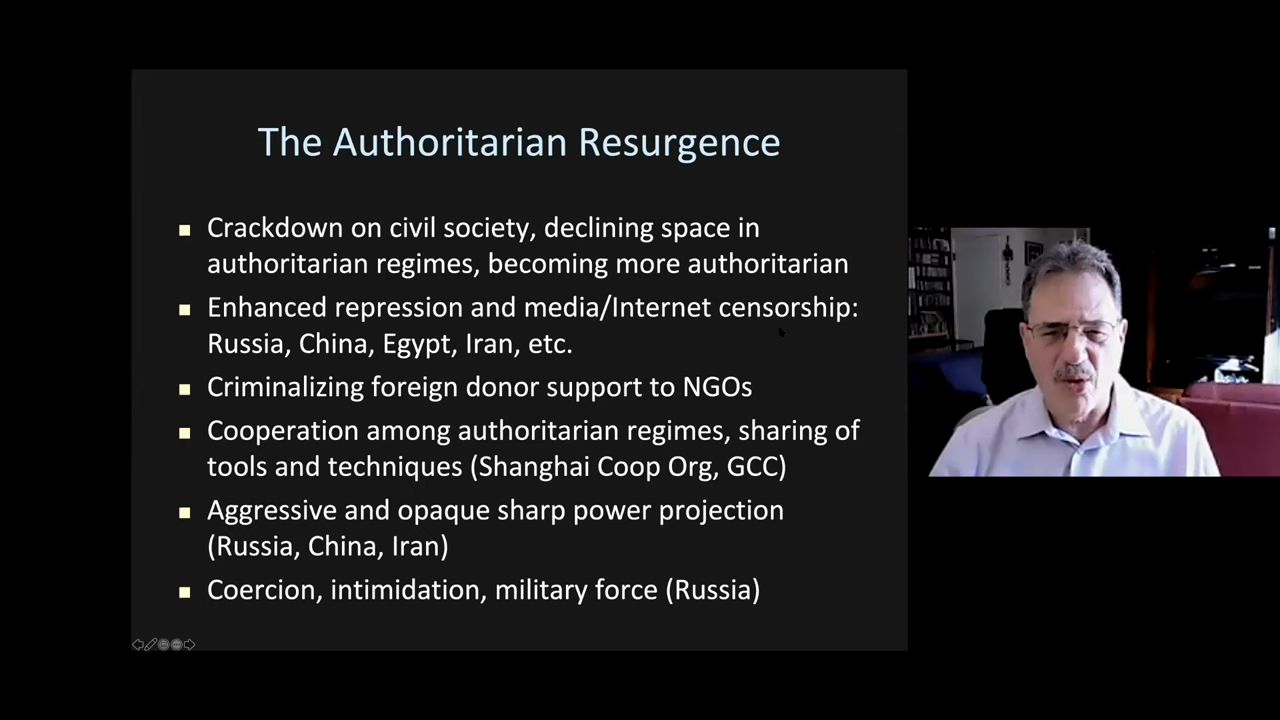 The Authoritarian Resurgence
Crackdown on civil society, declining space in
authoritarian regimes, becoming more authoritarian
Enhanced repression and media/Internet censorship:
Russia, China, Egypt, Iran, etc.
Criminalizing foreign donor support to NGOs
Cooperation among authoritarian regimes, sharing of
tools and techniques (Shanghai Coop Org, GCC)
Aggressive and opaque sharp power projection
(Russia, China, Iran)
Coercion, intimidation, military force (Russia)